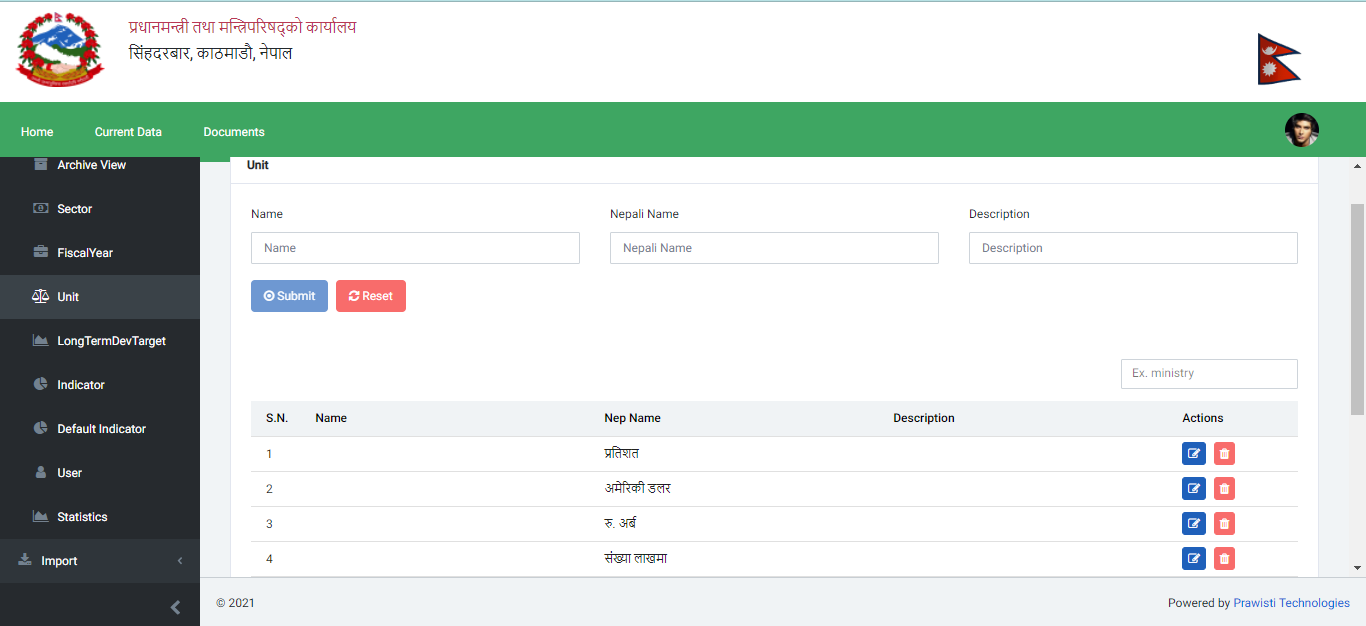 प्रधानमन्त्री तथा मन्त्रिपरिषद्को कार्यालय
सिंहदरबार, काठमाडौ, नेपाल
Home Current Data Documents
Archive View
Sector
FiscalYear
Unit
LongTermDevTarget
Indicator
Default Indicator
User
Statistics
Import
Unit
Name Nepali Name Description
Name Nepali Name Description
Submit Reset
Ex. ministry
S.N. Name Nep Name Description Actions
1 प्रतिशत
2 अमेरिकी डलर
3 रु. अर्ब
4 संख्या लाखमा
© 2021 Powered by Prawisti Technologies